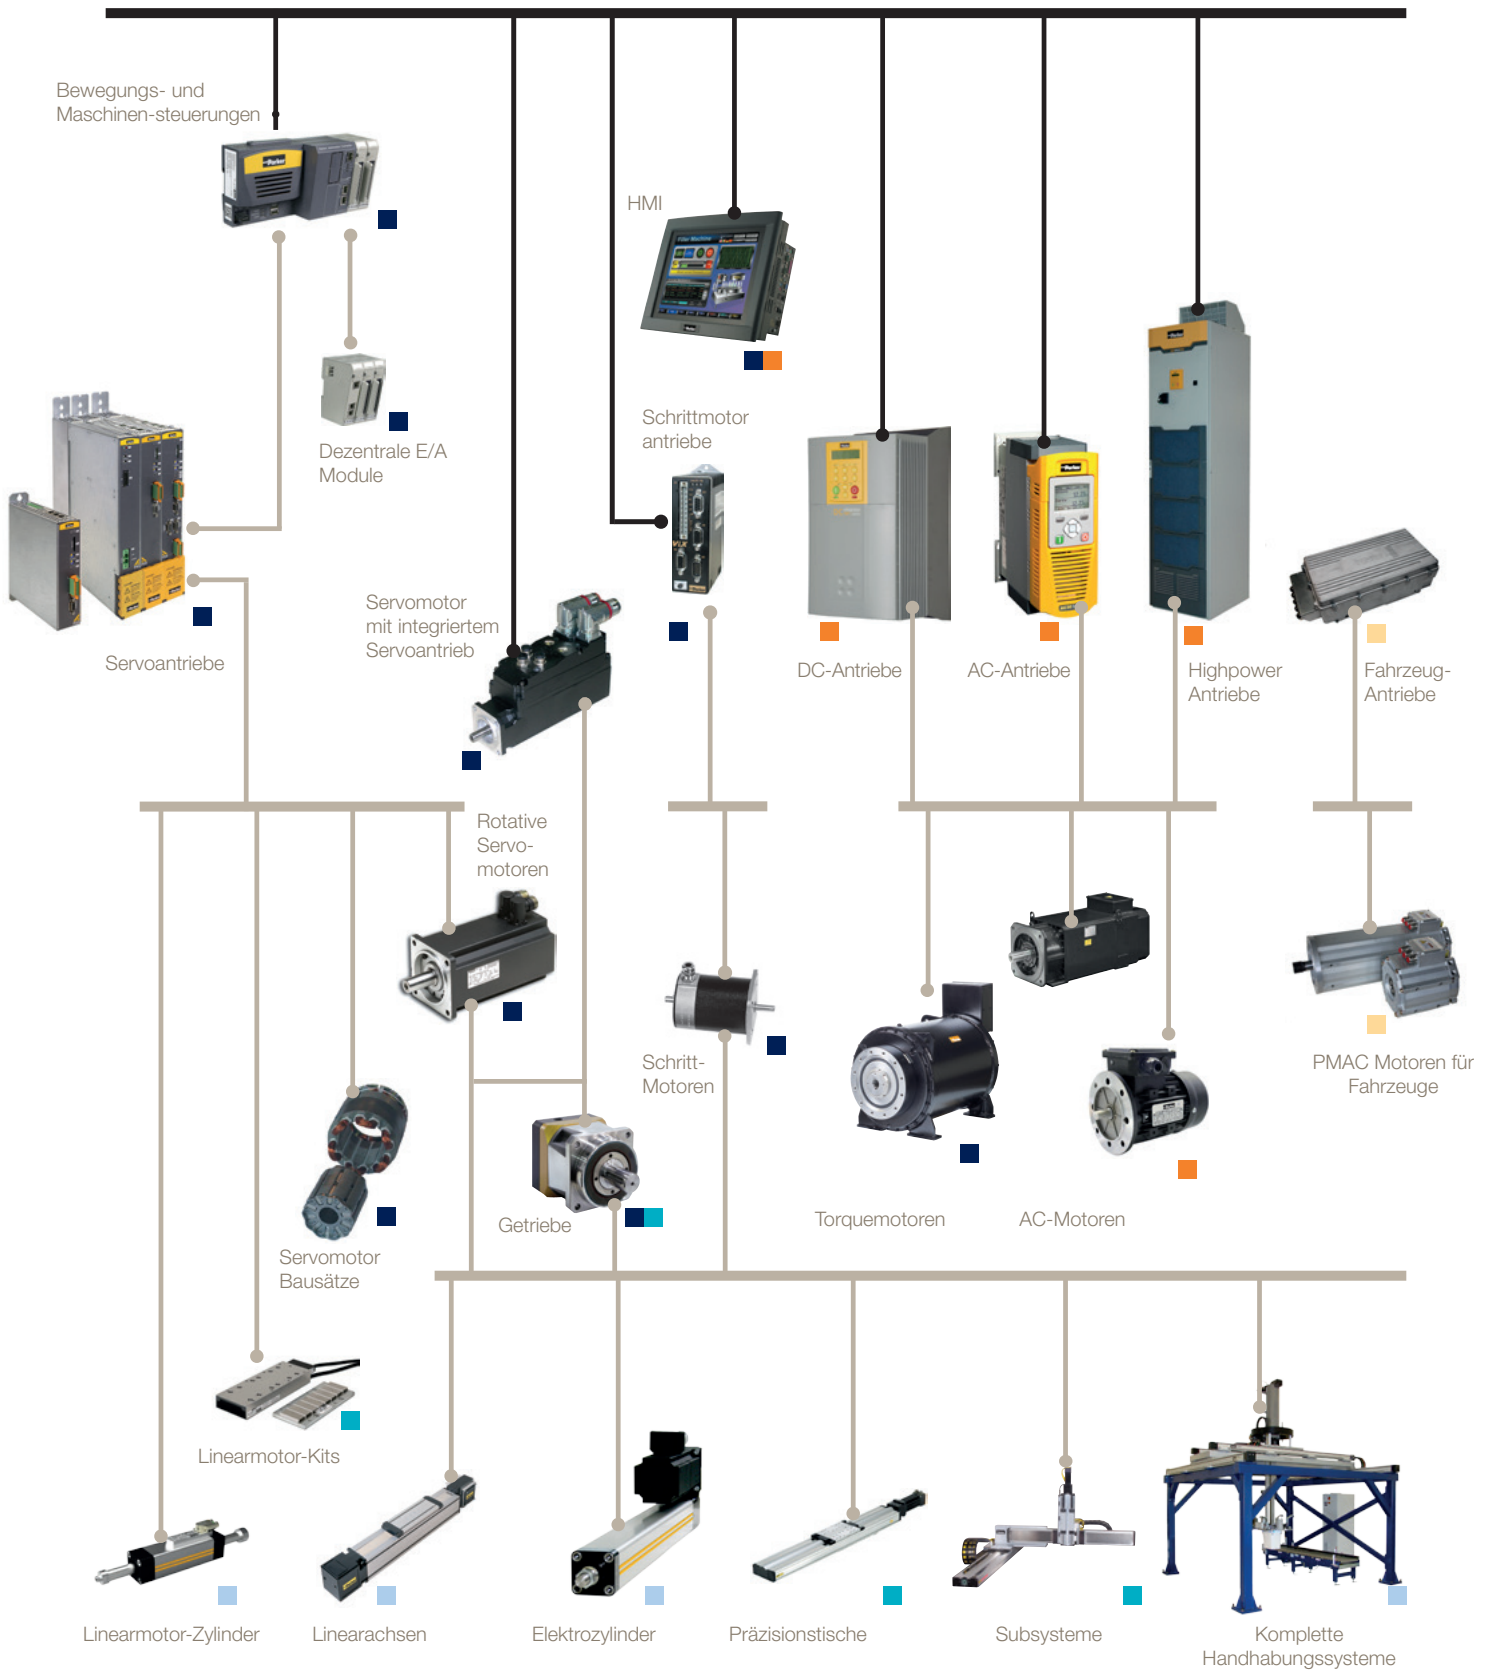 Bewegungs- und
Maschinen-steuerungen
Parker
HMI
Parker
Dezentrale E/A
Module
Schrittmotor
antriebe
Servoantriebe
Servomotor
mit integriertem
Servoantrieb
DC-Antriebe
AC-Antriebe
Highpower
Antriebe
Fahrzeug-
Antriebe
Rotative
Servo-
motoren
Schritt-
Motoren
PMAC Motoren für
Fahrzeuge
Getriebe
Torquemotoren
AC-Motoren
Servomotor
Bausätze
Linearmotor-Kits
Linearmotor-Zylinder
Linearachsen
Elektrozylinder
Präzisionstische
Subsysteme
Komplette
Handhabungssysteme